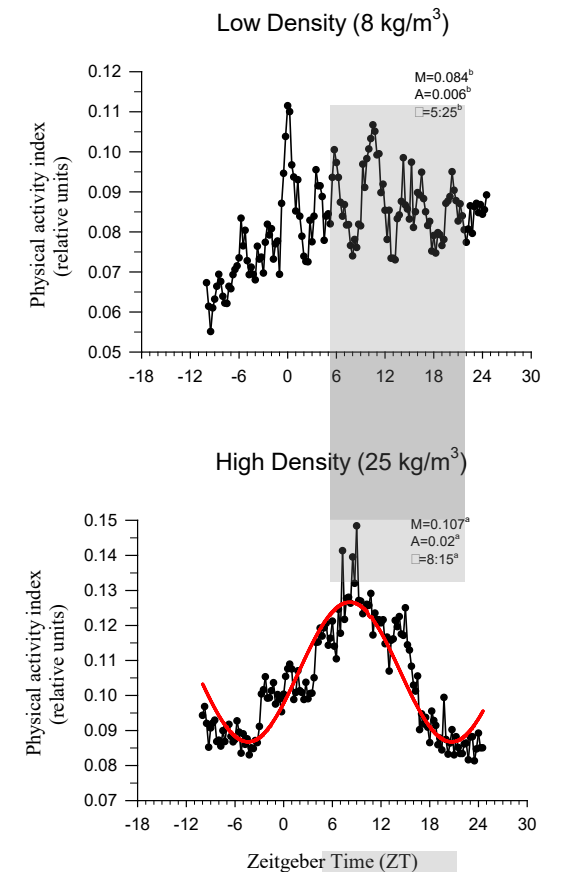 Low Density (8 kg/m³)
M=0.084ᵇ
A=0.006ᵇ
□=5:25ᵇ
Physical activity index
(relative units)
0.12
0.11
0.10
0.09
0.08
0.07
0.06
0.05
-18 -12 -6 0 6 12 18 24 30
High Density (25 kg/m³)
M=0.107ᵃ
A=0.02ᵃ
□=8:15ᵃ
Physical activity index
(relative units)
0.15
0.14
0.13
0.12
0.11
0.10
0.09
0.08
0.07
-18 -12 -6 0 6 12 18 24 30
Zeitgeber Time (ZT)